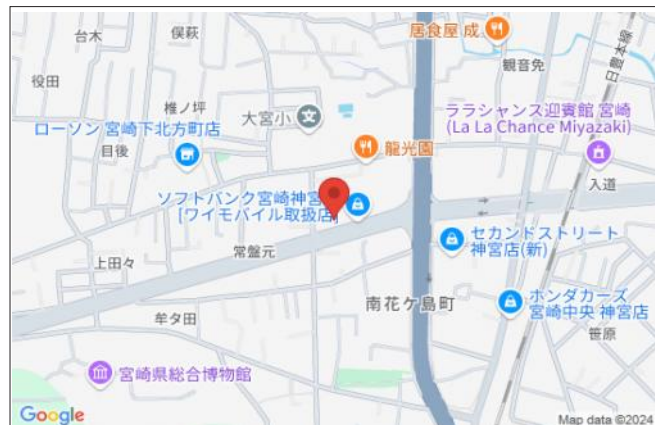 台木
俣萩
居食屋 成
観音免
日豊本線
役田
椎ノ坪
大宮小
ララシャンス迎賓館 宮崎
(La La Chance Miyazaki)
ローソン 宮崎下北方町店
目後
龍光園
入道
ソフトバンク宮崎神宮
[ワイモバイル取扱店]
セカンドストリート
神宮店(新)
常盤元
上田々
南花ケ島町
ホンダカーズ
宮崎中央 神宮店
牟タ田
笹原
宮崎県総合博物館
Google
Map data ©2024